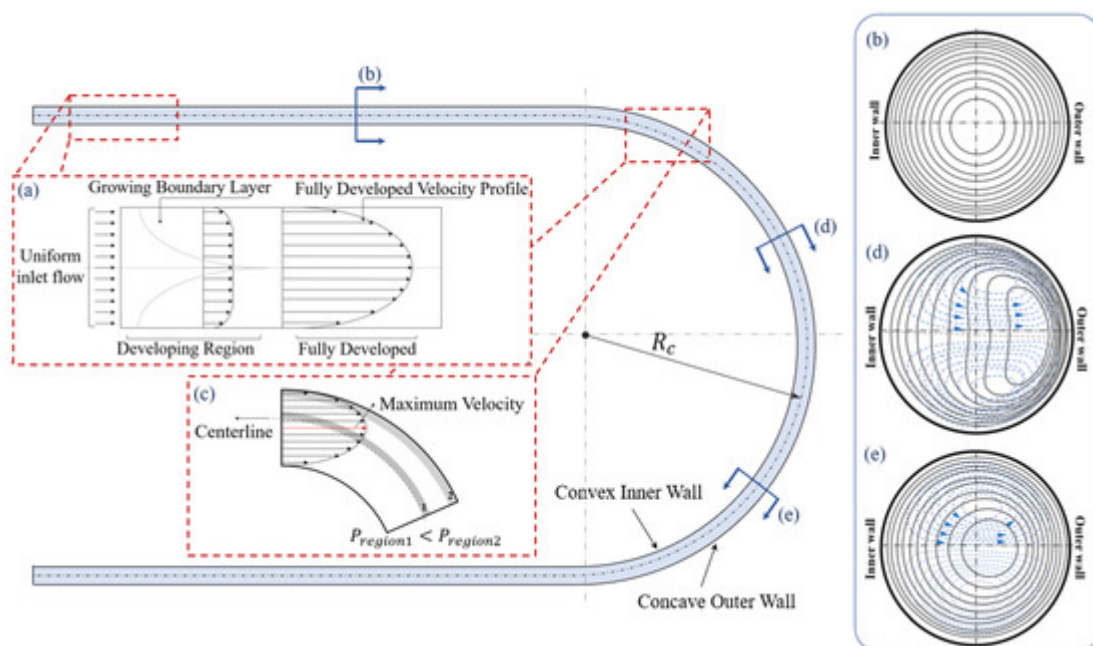 (b)
(a)
Growing Boundary Layer
Fully Developed Velocity Profile
Uniform
inlet flow
Developing Region
Fully Developed
(d)
R_c
(c)
Maximum Velocity
Centerline
1
2
P_region1 < P_region2
Convex Inner Wall
(e)
Concave Outer Wall
(b)
Inner wall
Outer wall
(d)
Inner wall
Outer wall
(e)
Inner wall
Outer wall